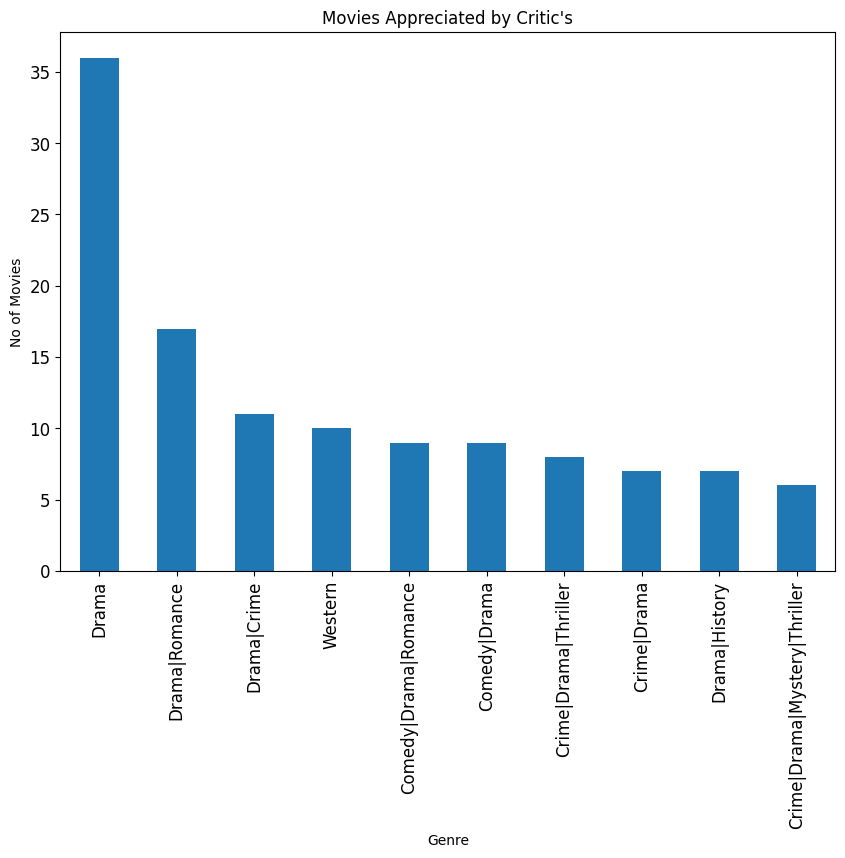 Movies Appreciated by Critic's
No of Movies
35
30
25
20
15
10
5
0
Drama
Drama|Romance
Drama|Crime
Western
Comedy|Drama|Romance
Comedy|Drama
Crime|Drama|Thriller
Crime|Drama
Drama|History
Crime|Drama|Mystery|Thriller
Genre